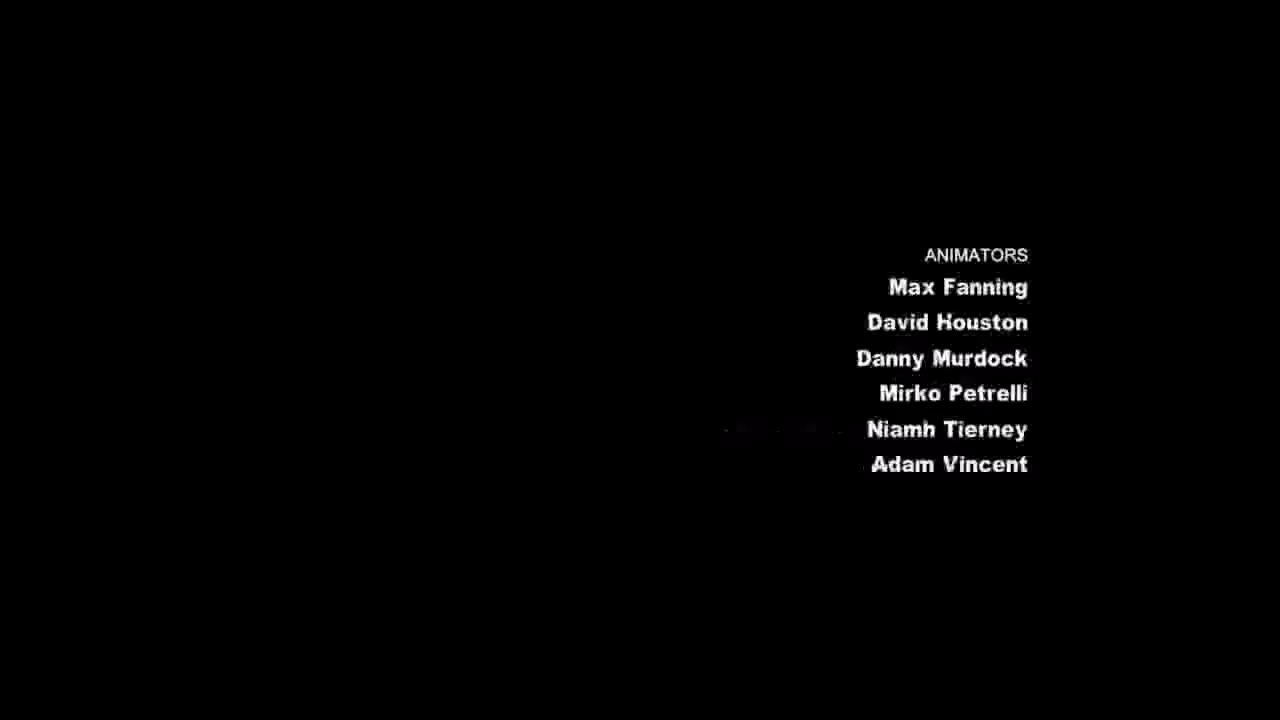 ANIMATORS
Max Fanning
David Houston
Danny Murdock
Mirko Petrelli
Niamh Tierney
Adam Vincent